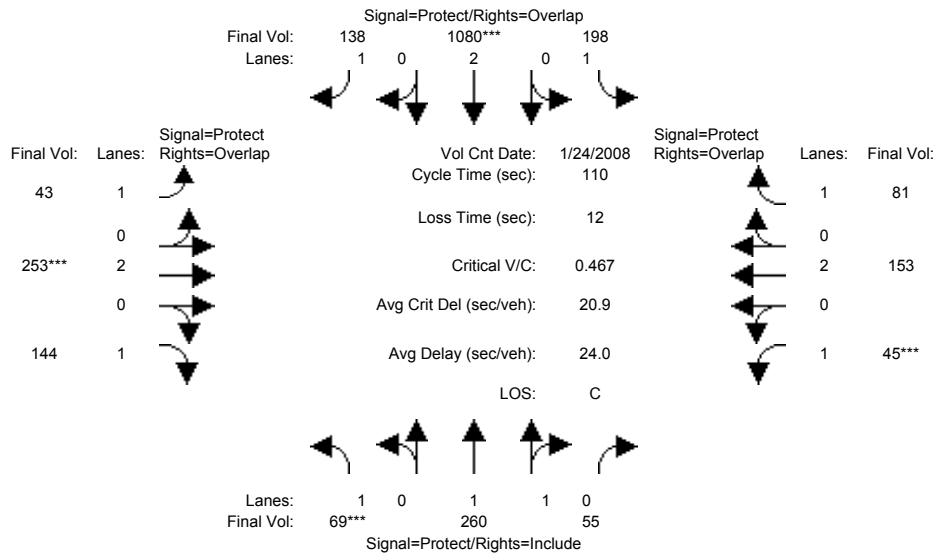 Signal=Protect/Rights=Overlap
Final Vol: 138 1080*** 198
Lanes: 1 0 2 0 1
Signal=Protect Signal=Protect
Final Vol: Lanes: Rights=Overlap Vol Cnt Date: 1/24/2008 Rights=Overlap Lanes: Final Vol:
Cycle Time (sec): 110
43 1 1 81
Loss Time (sec): 12
0 0
253*** 2 Critical V/C: 0.467 2 153
0 Avg Crit Del (sec/veh): 20.9 0
144 1 Avg Delay (sec/veh): 24.0 1 45***
LOS: C
Lanes: 1 0 1 1 0
Final Vol: 69*** 260 55
Signal=Protect/Rights=Include